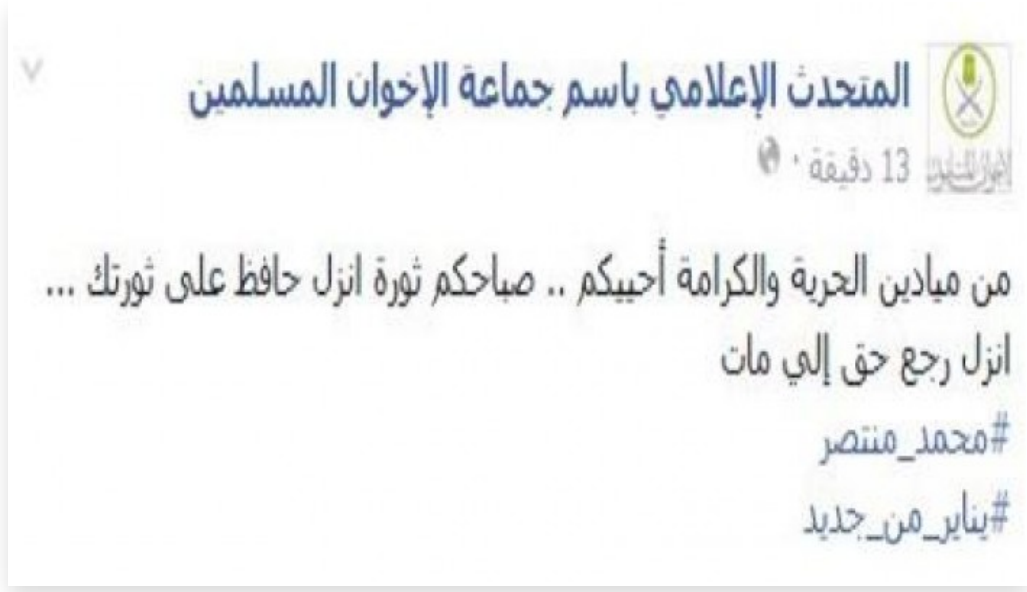 المتحدث الإعلامي باسم جماعة الإخوان المسلمين
13 دقيقة ·
من ميادين الحرية والكرامة أحييكم .. صباحكم ثورة انزل حافظ على ثورتك ...
انزل رجع حق إلي مات
#محمد_منتصر
#يناير_من_جديد